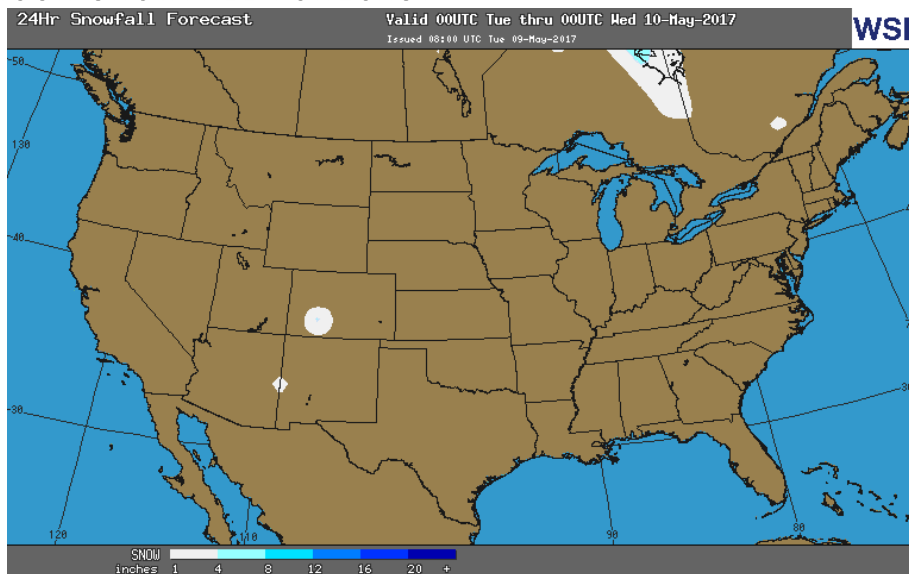 24Hr Snowfall Forecast
Valid 00UTC Tue thru 00UTC Wed 10-May-2017
Issued 08:00 UTC Tue 09-May-2017
WSI
50
130
40
30
120
110
90
80
SNOW
inches 1 4 8 12 16 20 +